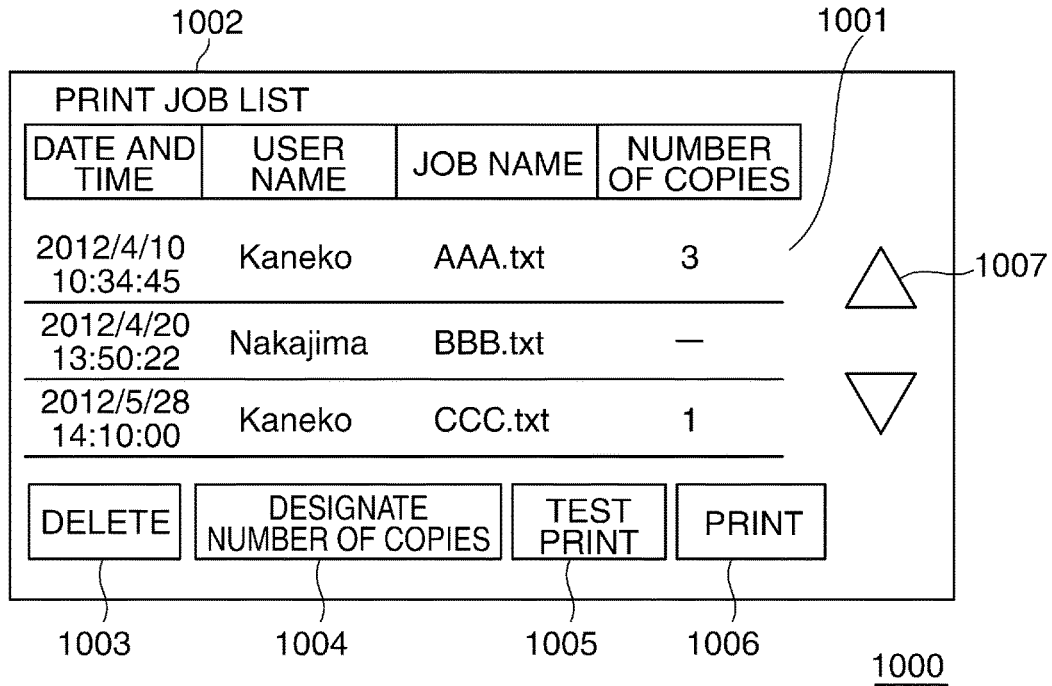 1002
1001
PRINT JOB LIST
DATE AND
TIME
USER
NAME
JOB NAME
NUMBER
OF COPIES
2012/4/10
10:34:45
Kaneko
AAA.txt
3
1007
2012/4/20
13:50:22
Nakajima
BBB.txt
—
2012/5/28
14:10:00
Kaneko
CCC.txt
1
DELETE
DESIGNATE
NUMBER OF COPIES
TEST
PRINT
PRINT
1003
1004
1005
1006
1000